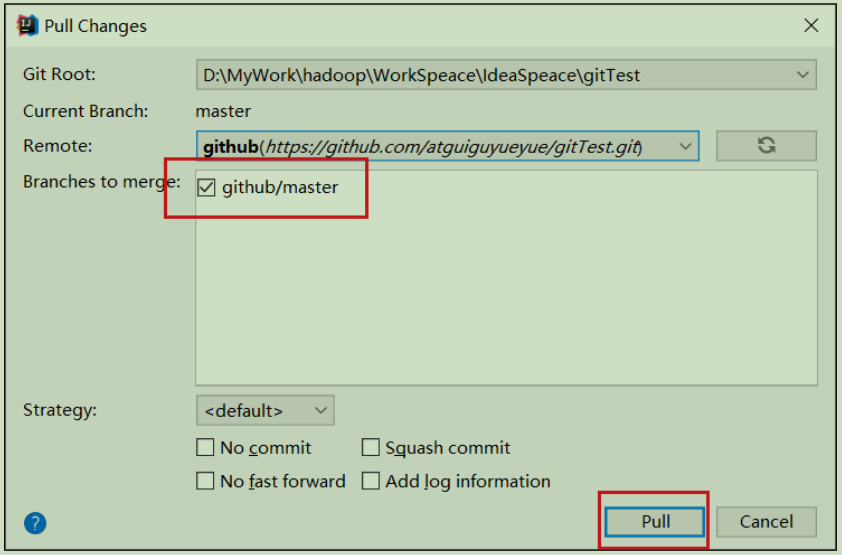 Pull Changes
Git Root: D:\MyWork\hadoop\WorkSpeace\IdeaSpeace\gitTest
Current Branch: master
Remote: github(https://github.com/atguiguyueyue/gitTest.git)
Branches to merge: github/master
Strategy: <default>
No commit Squash commit
No fast forward Add log information
? Pull Cancel